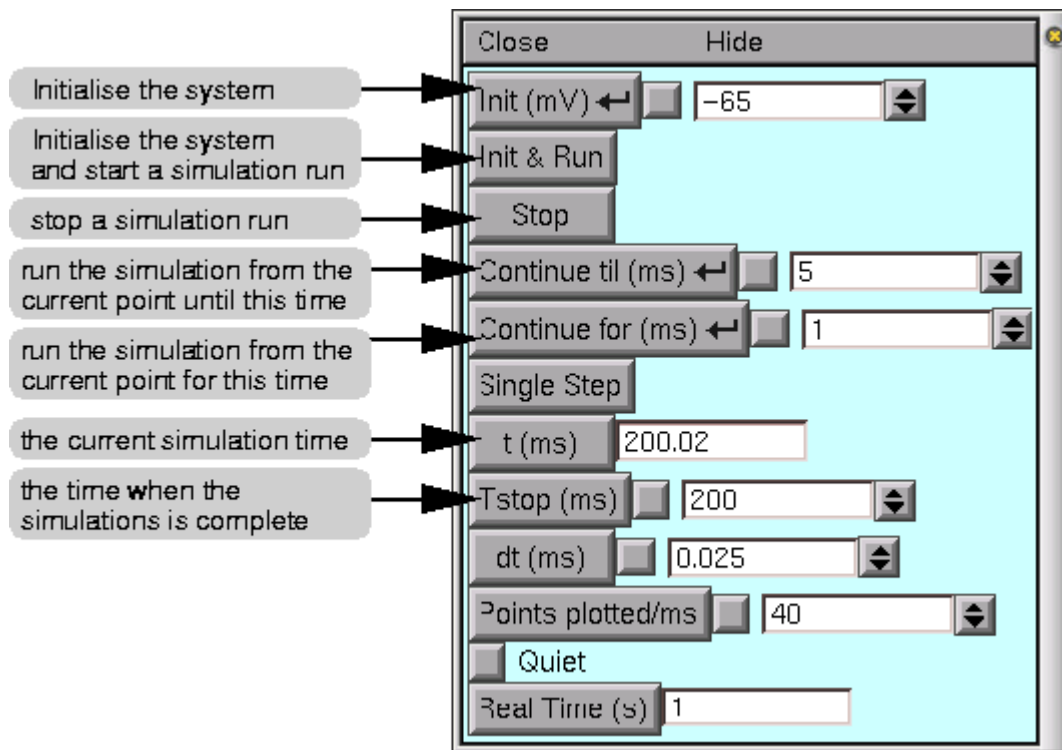 Close Hide
Initialise the system
Init (mV) -65
Initialise the system
and start a simulation run
Init & Run
stop a simulation run
Stop
run the simulation from the
current point until this time
Continue til (ms) 5
run the simulation from the
current point for this time
Continue for (ms) 1
Single Step
the current simulation time
t (ms) 200.02
the time when the
simulations is complete
Tstop (ms) 200
dt (ms) 0.025
Points plotted/ms 40
Quiet
Real Time (s) 1